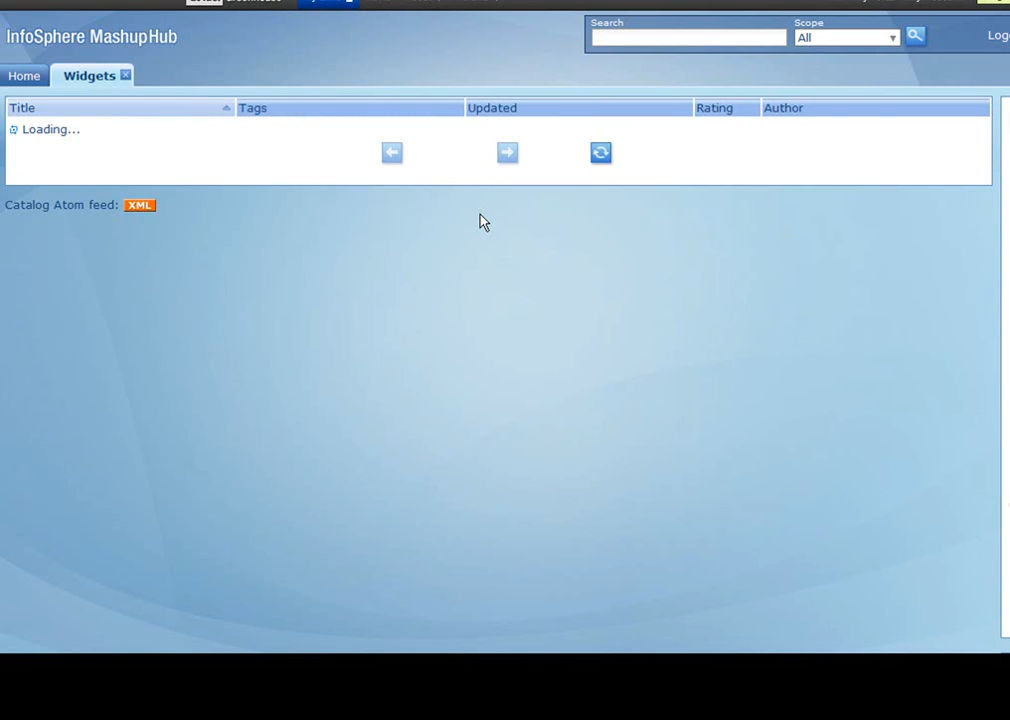 Search
Scope
InfoSphere MashupHub
All
Home
Widgets
Title
Tags
Updated
Rating
Author
Loading...
Catalog Atom feed: XML